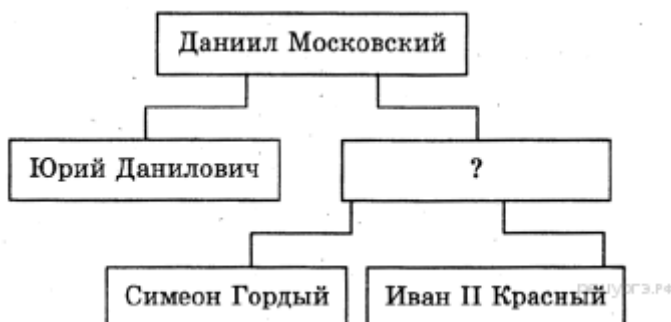 Даниил Московский
Юрий Данилович
?
Симеон Гордый
Иван II Красный